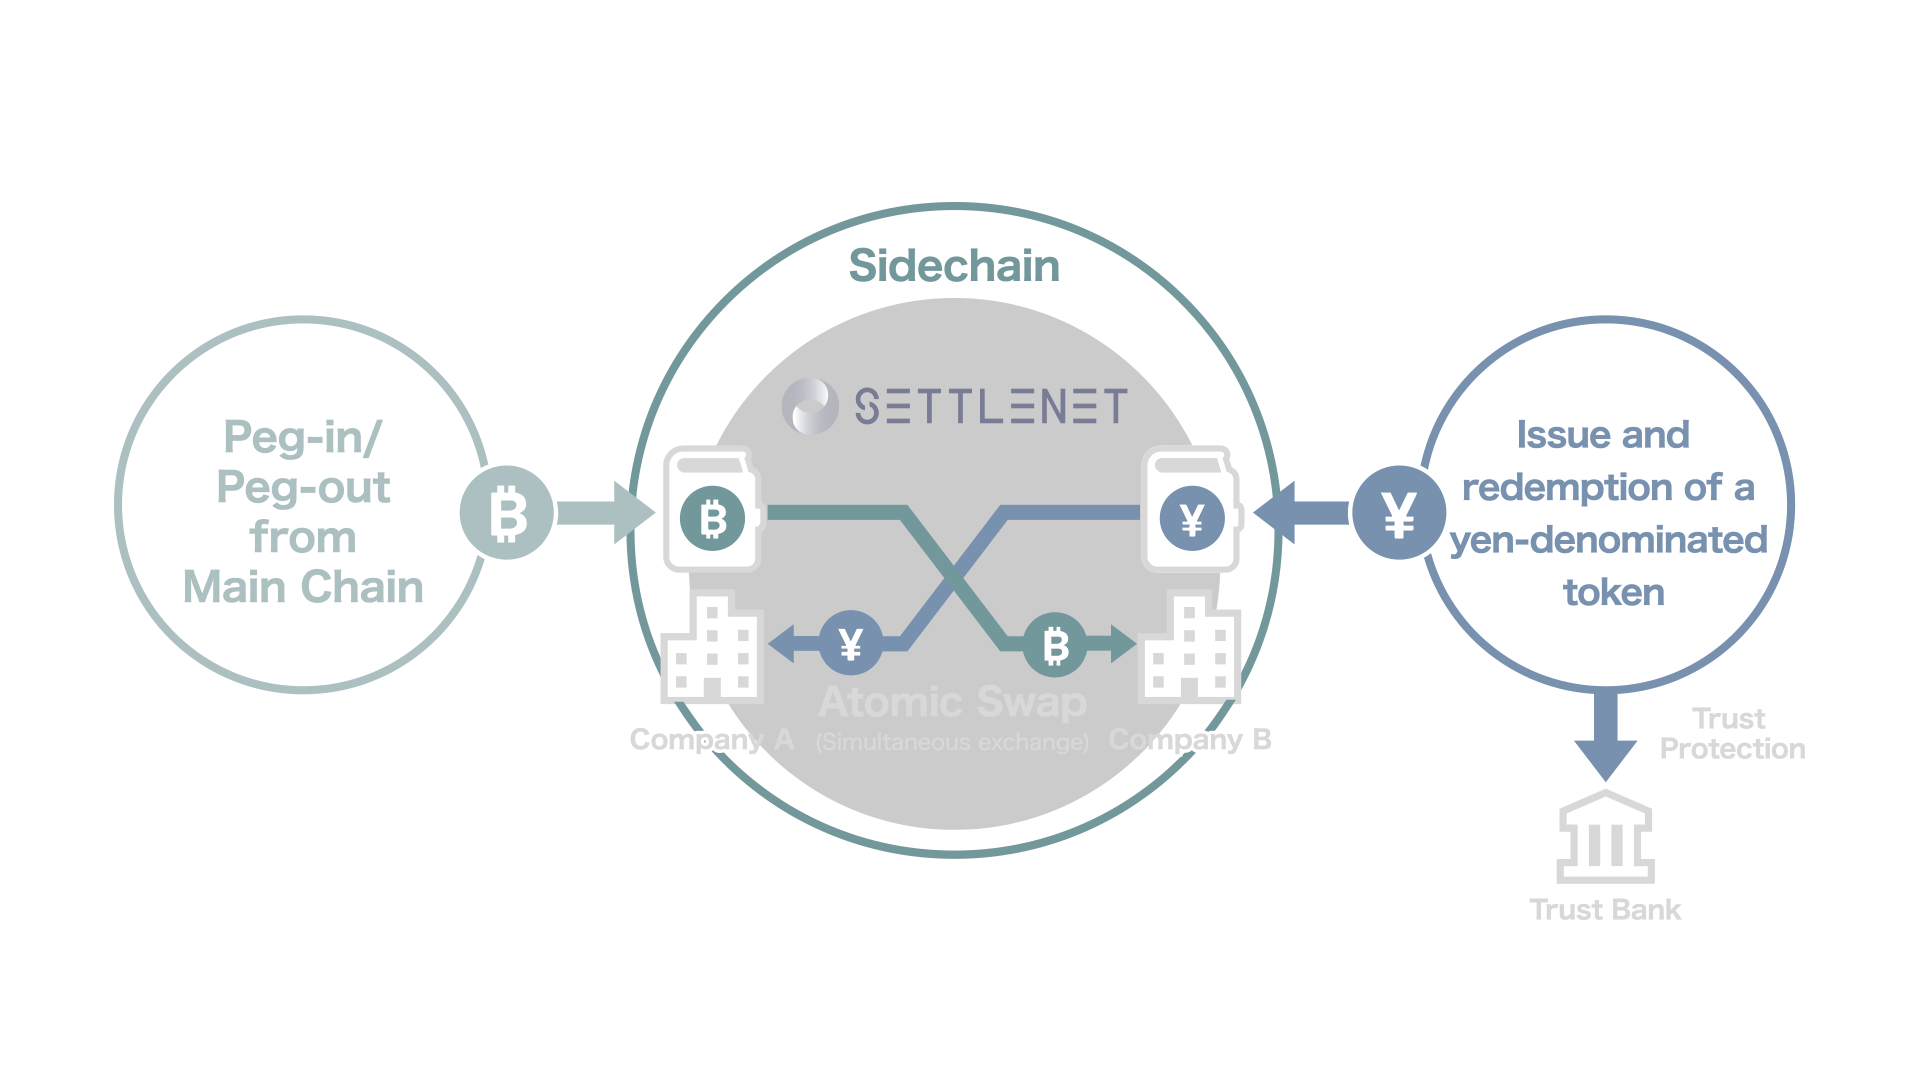 Sidechain
SETTLENET
Peg-in/
Peg-out
from
Main Chain
₿
₿
¥
¥
Issue and
redemption of a
yen-denominated
token
¥
₿
Atomic Swap
(Simultaneous exchange)
Company A
Company B
Trust
Protection
Trust Bank